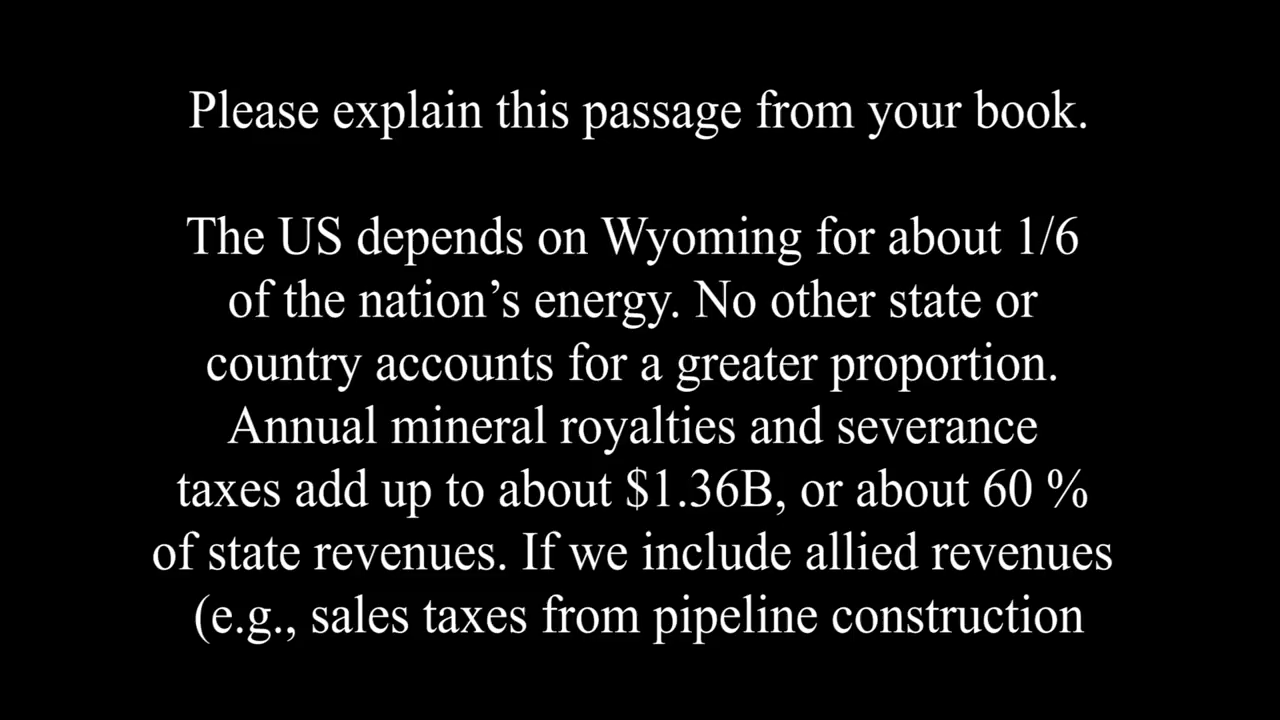 Please explain this passage from your book.
The US depends on Wyoming for about 1/6
of the nation’s energy. No other state or
country accounts for a greater proportion.
Annual mineral royalties and severance
taxes add up to about $1.36B, or about 60 %
of state revenues. If we include allied revenues
(e.g., sales taxes from pipeline construction